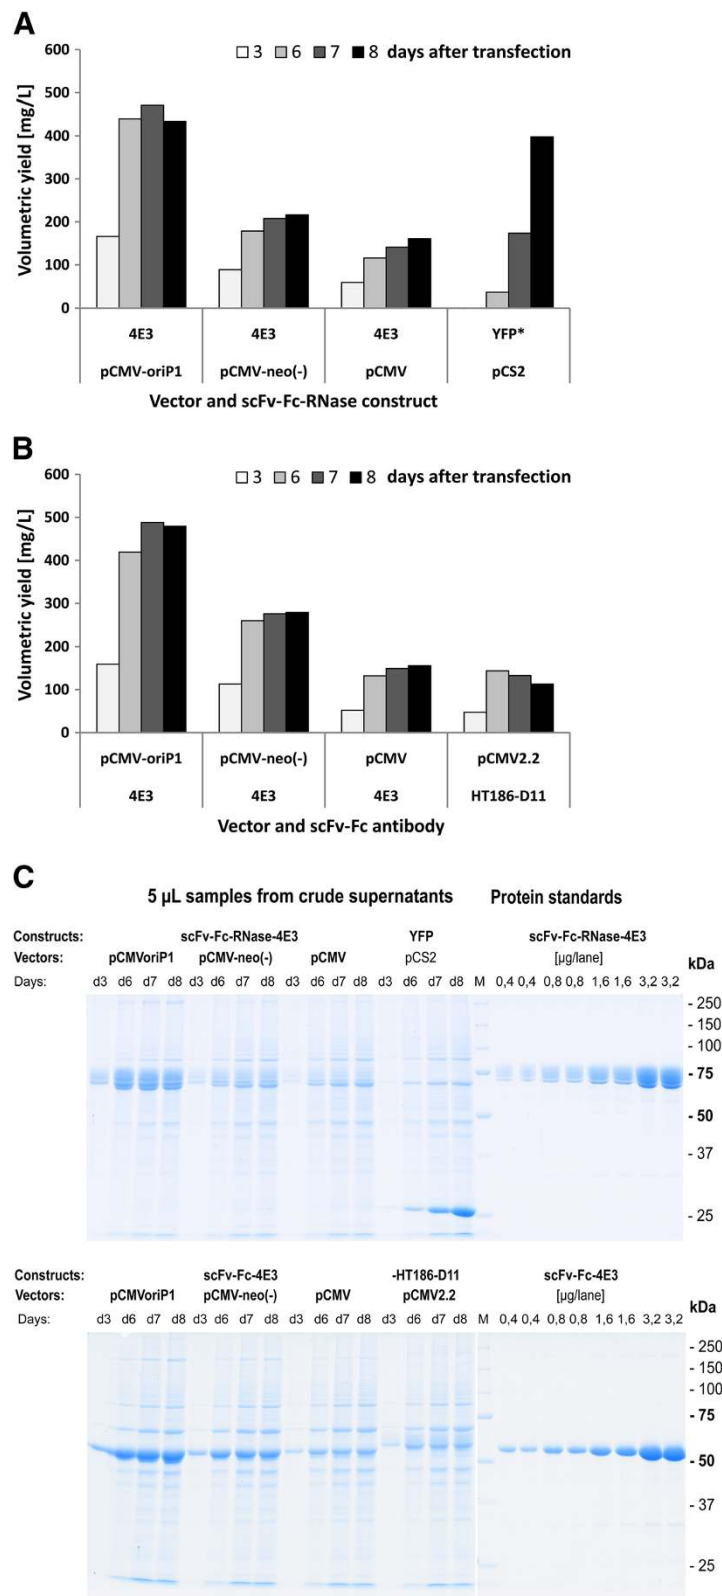 A
600
500
400
300
200
100
0
Volumetric yield [mg/L]
3 6 7 8 days after transfection
4E3 4E3 4E3 YFP*
pCMV-oriP1 pCMV-neo(-) pCMV pCS2
Vector and scFv-Fc-RNase construct
B
600
500
400
300
200
100
0
Volumetric yield [mg/L]
3 6 7 8 days after transfection
pCMV-oriP1 pCMV-neo(-) pCMV pCMV2.2
4E3 4E3 4E3 HT186-D11
Vector and scFv-Fc antibody
C
5 µL samples from crude supernatants Protein standards
Constructs: scFv-Fc-RNase-4E3 YFP scFv-Fc-RNase-4E3
Vectors: pCMVoriP1 pCMV-neo(-) pCMV pCS2 [µg/lane] kDa
Days: d3 d6 d7 d8 d3 d6 d7 d8 d3 d6 d7 d8 d3 d6 d7 d8 M 0,4 0,4 0,8 0,8 1,6 1,6 3,2 3,2
- 250
- 150
- 100
- 75
- 50
- 37
- 25
Constructs: scFv-Fc-4E3 -HT186-D11 scFv-Fc-4E3
Vectors: pCMVoriP1 pCMV-neo(-) pCMV pCMV2.2 [µg/lane] kDa
Days: d3 d6 d7 d8 d3 d6 d7 d8 d3 d6 d7 d8 d3 d6 d7 d8 M 0,4 0,4 0,8 0,8 1,6 1,6 3,2 3,2
- 250
- 150
- 100
- 75
- 50
- 37
- 25